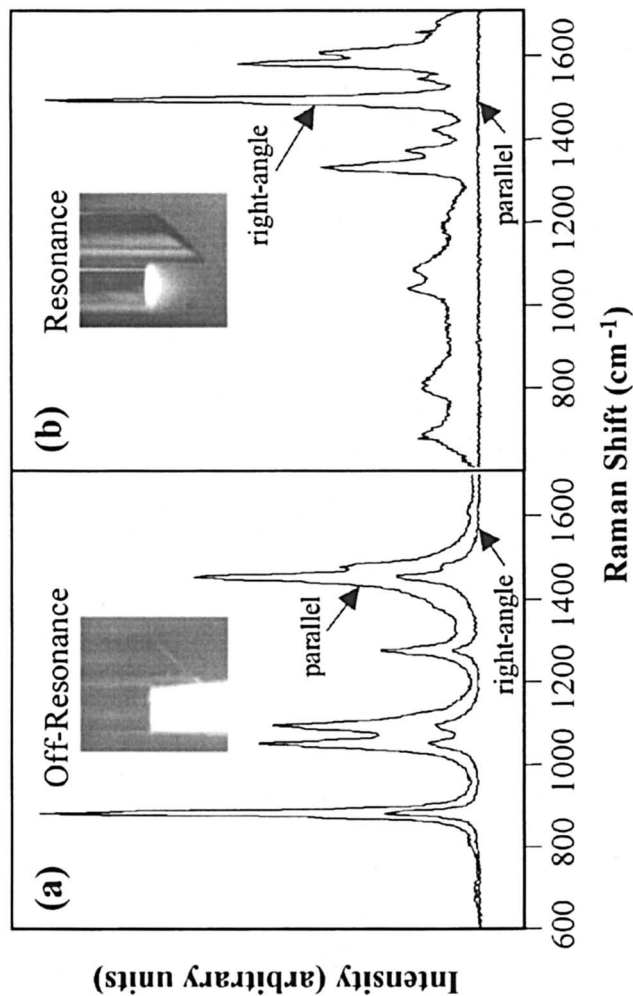 Intensity (arbitrary units)
(a)
Off-Resonance
parallel
right-angle
600 800 1000 1200 1400 1600
(b)
Resonance
right-angle
parallel
800 1000 1200 1400 1600
Raman Shift (cm⁻¹)